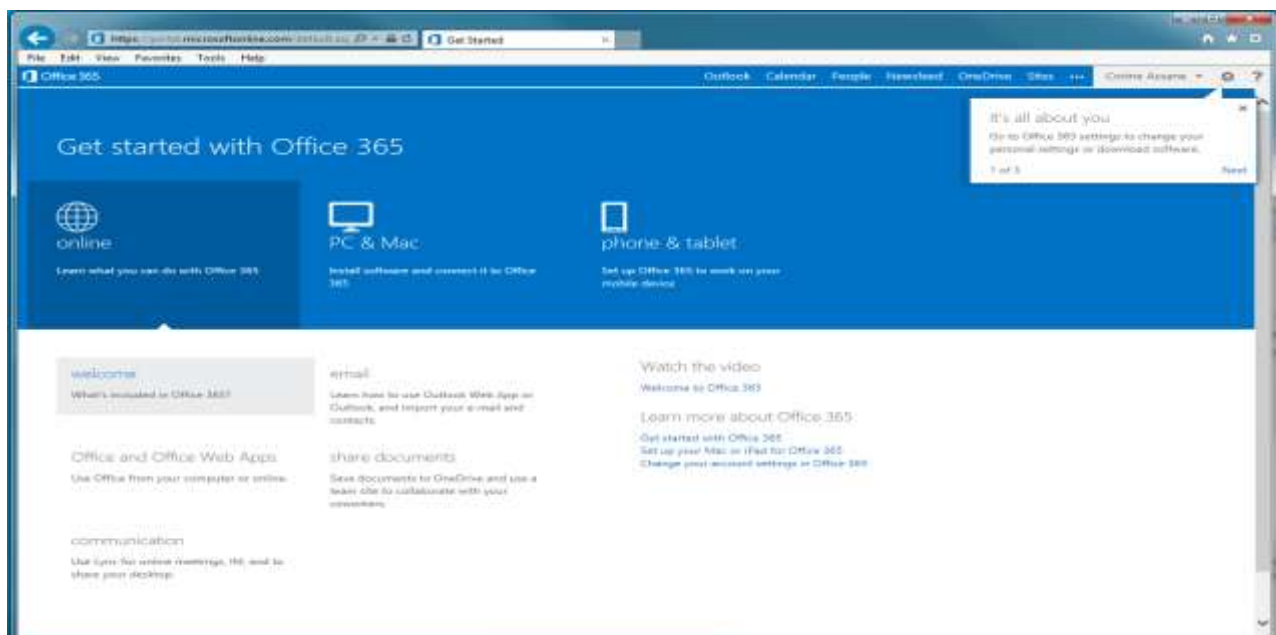 https://portal.microsoftonline.com
Get Started
File Edit View Favorites Tools Help
Office 365
Outlook Calendar People Newsfeed OneDrive Sites •••
Get started with Office 365
It's all about you
Go to Office 365 settings to change your
personal settings or download software.
Next
online
Learn what you can do with Office 365
PC & Mac
Install software and connect it to Office
365
phone & tablet
Set up Office 365 to work on your
mobile device
welcome
What's included in Office 365?
email
Learn how to use Outlook Web App or
Outlook, and import your e-mail and
contacts.
Office and Office Web Apps
Use Office from your computer or online.
share documents
Save documents to OneDrive and use a
team site to collaborate with your
coworkers.
communication
Use Lync for online meetings, IM, and to
share your desktop.
Watch the video
Welcome to Office 365
Learn more about Office 365
Get started with Office 365
Set up your Mac or iPad for Office 365
Change your account settings in Office 365